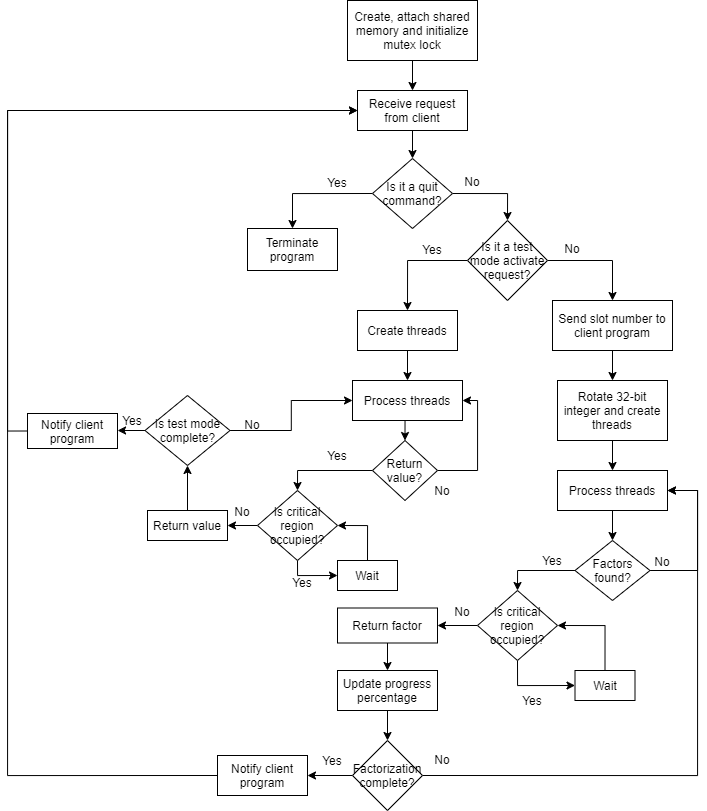 Create, attach shared
memory and initialize
mutex lock
Receive request
from client
Is it a quit
command?
Yes
No
Terminate
program
Is it a test
mode activate
request?
Yes
No
Create threads
Send slot number to
client program
Process threads
Rotate 32-bit
integer and create
threads
Notify client
program
Yes
Is test mode
complete?
No
Return
value?
Yes
No
Process threads
Return value
No
Is critical
region
occupied?
Yes
Wait
Factors
found?
Yes
No
Return factor
No
Is critical
region
occupied?
Yes
Wait
Update progress
percentage
Notify client
program
Yes
Factorization
complete?
No